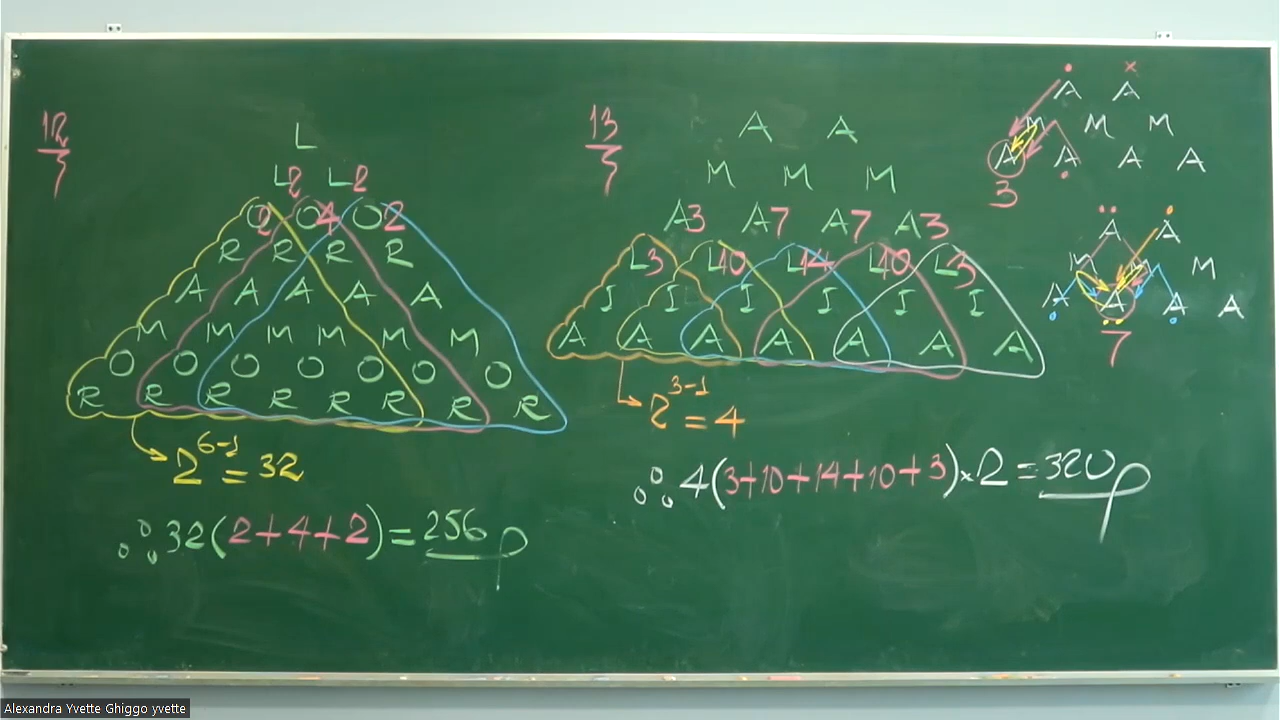 12
L
L2 L2
O2 O4 O2
R R R R
A A A A A
M M M M M M
O O O O O O O
R R R R R R R R
2^{6-1} = 32
∴ 32(2+4+2) = 256
13
A A
M M M
A3 A7 A7 A3
L3 L10 L14 L10 L3
I I I I I I
A A A A A A A
2^{3-1} = 4
∴ 4(3+10+14+10+3)×2 = 320
A A
M M M
A A A A
3
A A
M M M
A A A A
7
Alexandra Yvette Ghiggo yvette